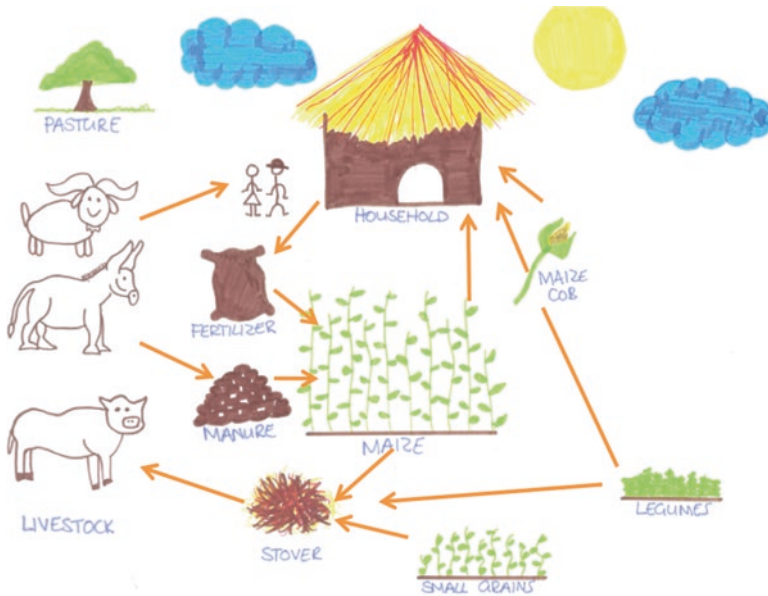 PASTURE
HOUSEHOLD
MAIZE
COB
FERTILIZER
MANURE
MAIZE
LIVESTOCK
STOVER
LEGUMES
SMALL GRAINS